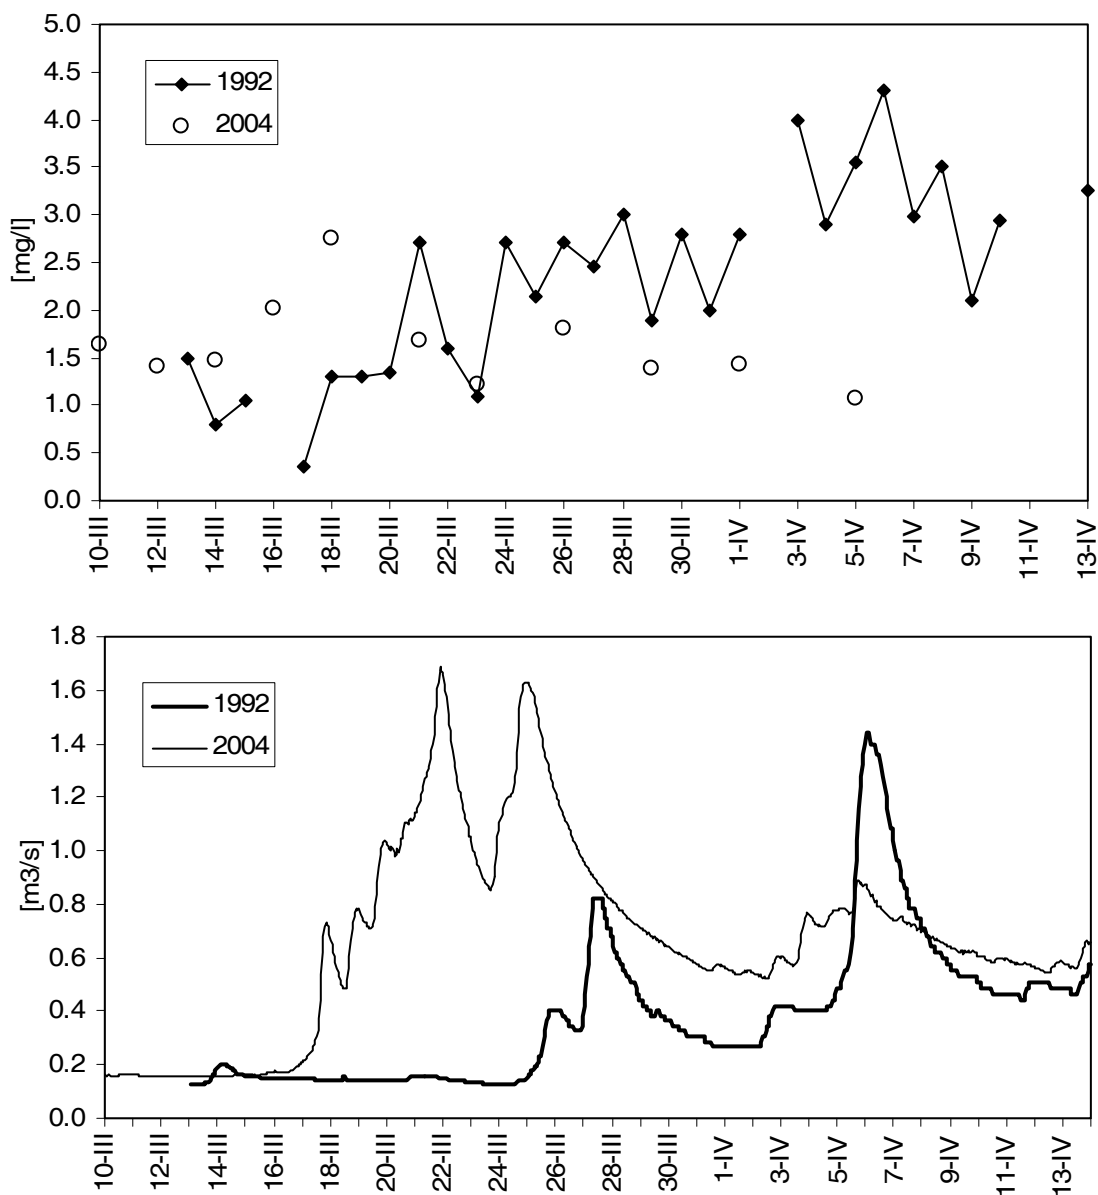 5.0
4.5
4.0
3.5
3.0
2.5
2.0
1.5
1.0
0.5
0.0
[mg/l]
1992
2004
10-III
12-III
14-III
16-III
18-III
20-III
22-III
24-III
26-III
28-III
30-III
1-IV
3-IV
5-IV
7-IV
9-IV
11-IV
13-IV
1.8
1.6
1.4
1.2
1.0
0.8
0.6
0.4
0.2
0.0
[m3/s]
1992
2004
10-III
12-III
14-III
16-III
18-III
20-III
22-III
24-III
26-III
28-III
30-III
1-IV
3-IV
5-IV
7-IV
9-IV
11-IV
13-IV